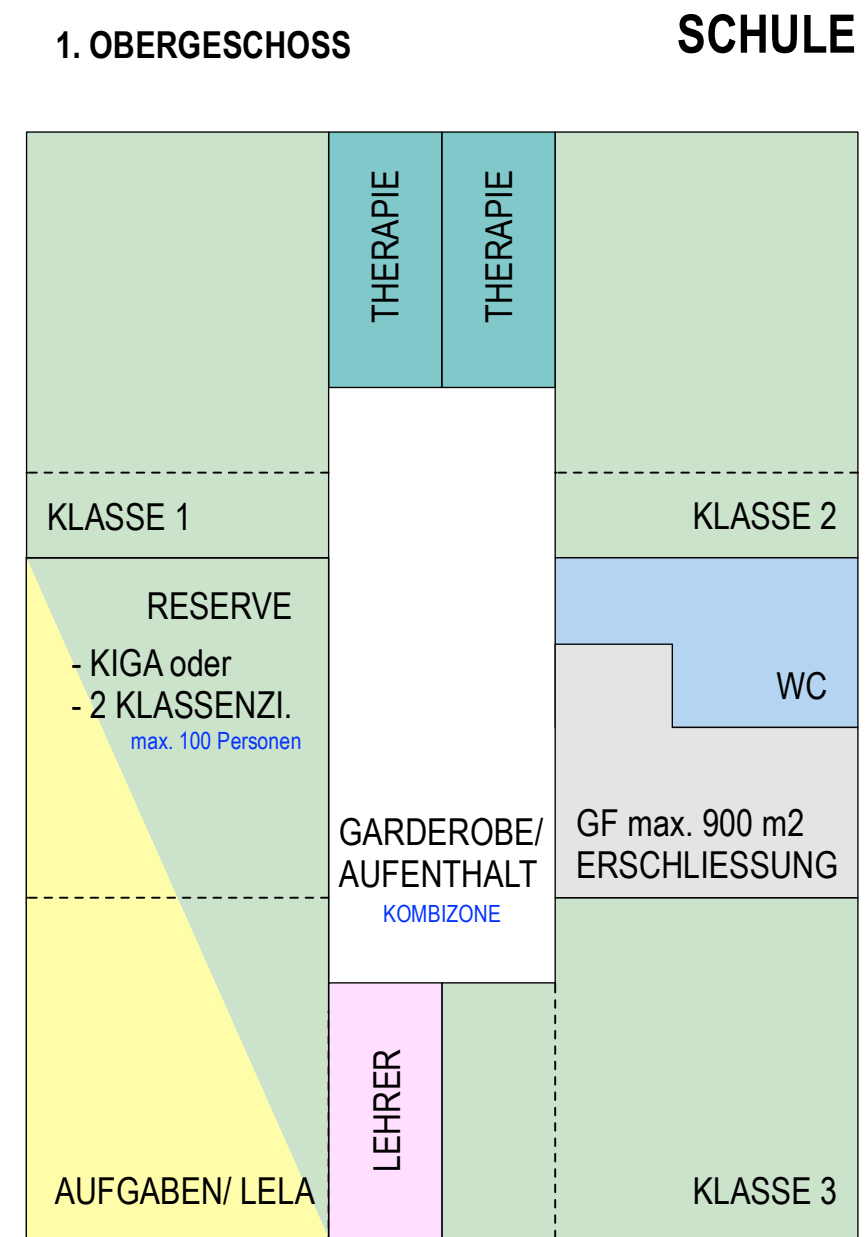 1. OBERGESCHOSS
SCHULE
THERAPIE
THERAPIE
KLASSE 1
KLASSE 2
RESERVE
- KIGA oder
- 2 KLASSENZI.
max. 100 Personen
WC
GARDEROBE/
AUFENTHALT
KOMBIZONE
GF max. 900 m2
ERSCHLIESSUNG
LEHRER
AUFGABEN/ LELA
KLASSE 3